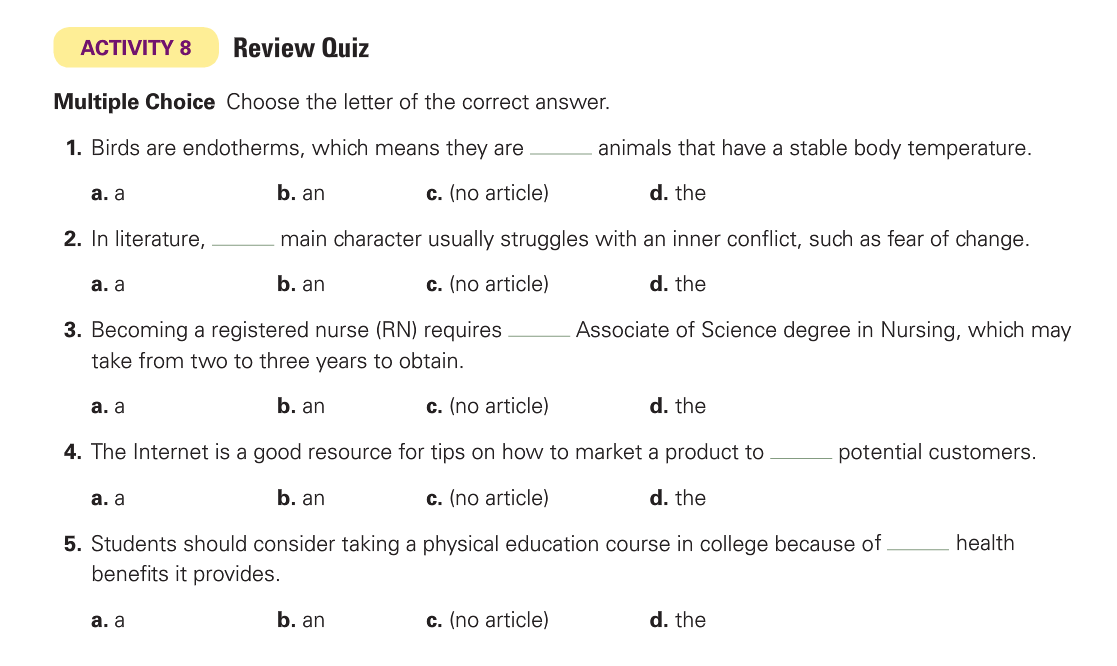 ACTIVITY 8 Review Quiz
Multiple Choice Choose the letter of the correct answer.
1. Birds are endotherms, which means they are ______ animals that have a stable body temperature.
a. a b. an c. (no article) d. the
2. In literature, ______ main character usually struggles with an inner conflict, such as fear of change.
a. a b. an c. (no article) d. the
3. Becoming a registered nurse (RN) requires ______ Associate of Science degree in Nursing, which may
take from two to three years to obtain.
a. a b. an c. (no article) d. the
4. The Internet is a good resource for tips on how to market a product to ______ potential customers.
a. a b. an c. (no article) d. the
5. Students should consider taking a physical education course in college because of ______ health
benefits it provides.
a. a b. an c. (no article) d. the